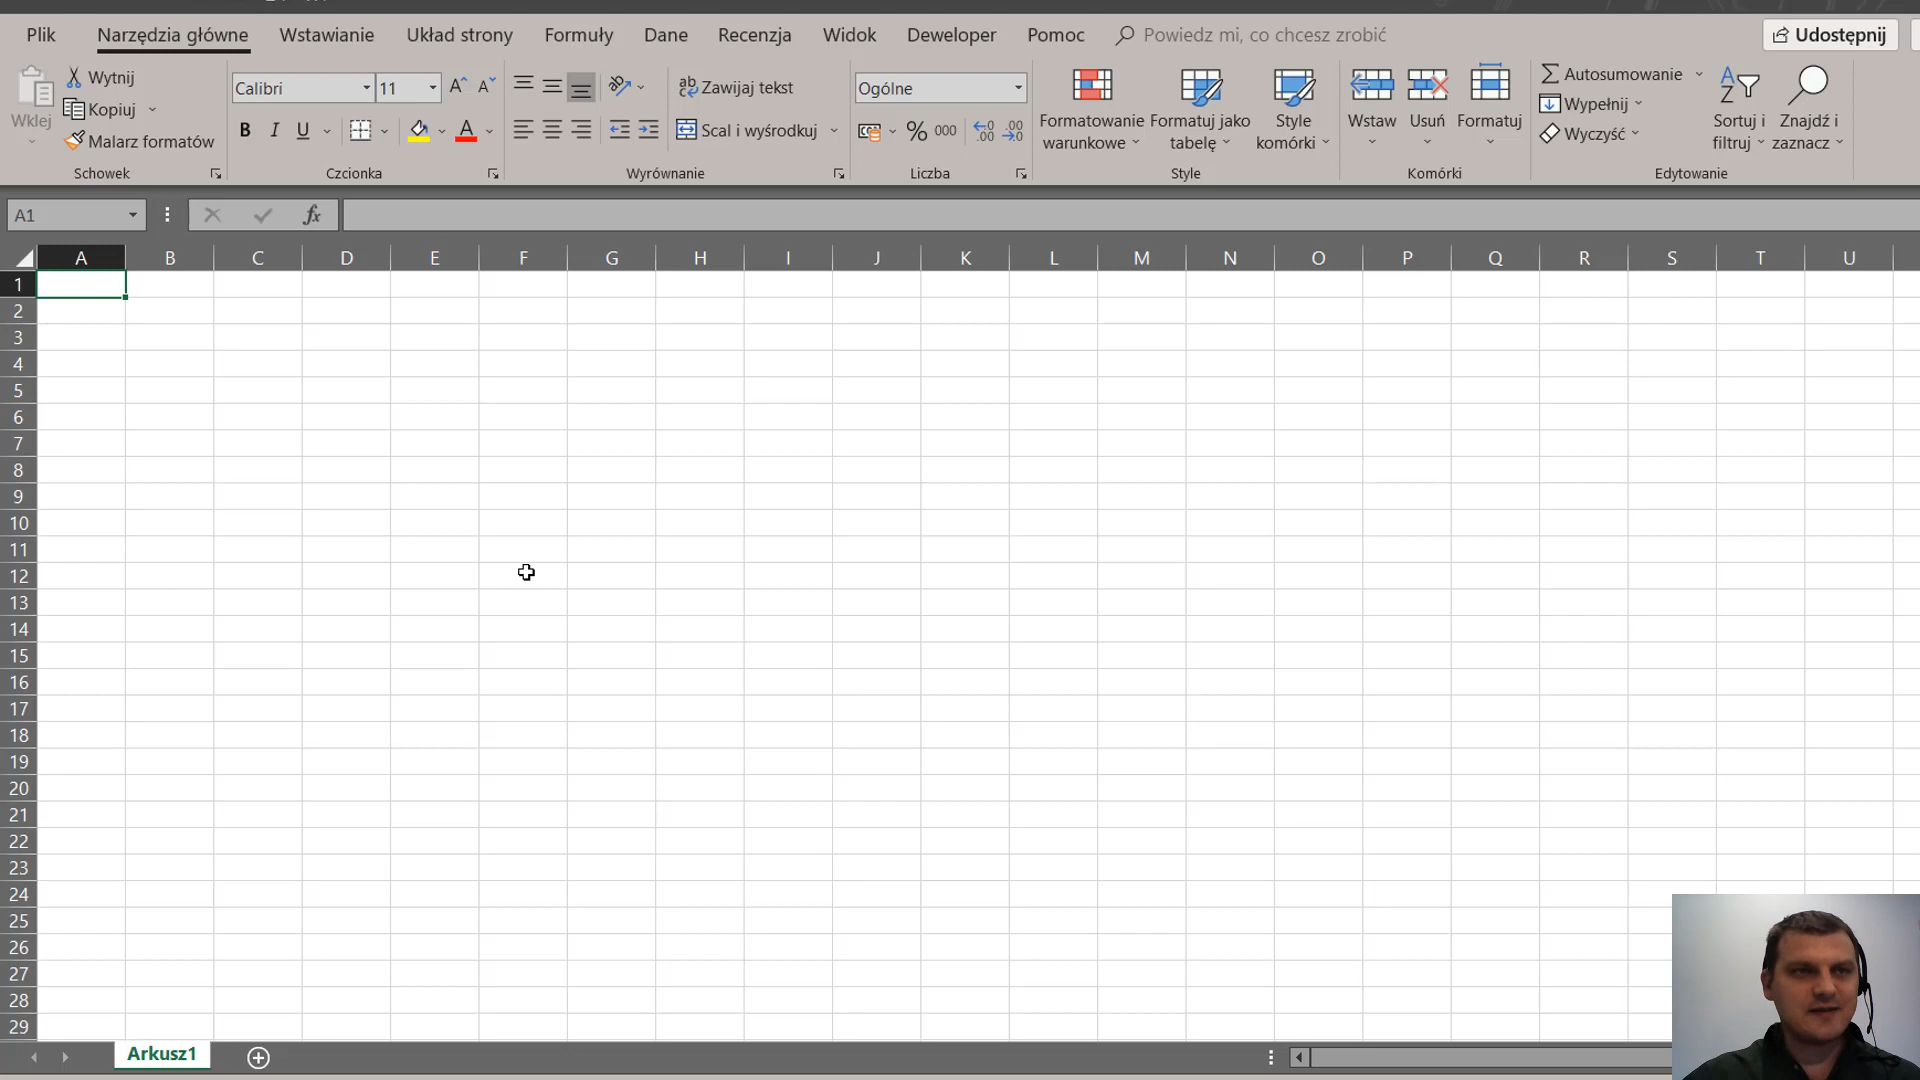 Plik Narzędzia główne Wstawianie Układ strony Formuły Dane Recenzja Widok Deweloper Pomoc Powiedz mi, co chcesz zrobić Udostępnij
Wklej
Wytnij
Kopiuj
Malarz formatów
Schowek
Calibri 11
B I U A
Czcionka
ab Zawijaj tekst
Scal i wyśrodkuj
Wyrównanie
Ogólne
% 000 ,00
Liczba
Formatowanie warunkowe
Formatuj jako tabelę
Style komórki
Style
Wstaw
Usuń
Formatuj
Komórki
Autosumowanie
Wypełnij
Wyczyść
Sortuj i filtruj
Znajdź i zaznacz
Edytowanie
A1 fx
A B C D E F G H I J K L M N O P Q R S T U
1
2
3
4
5
6
7
8
9
10
11
12
13
14
15
16
17
18
19
20
21
22
23
24
25
26
27
28
29
Arkusz1